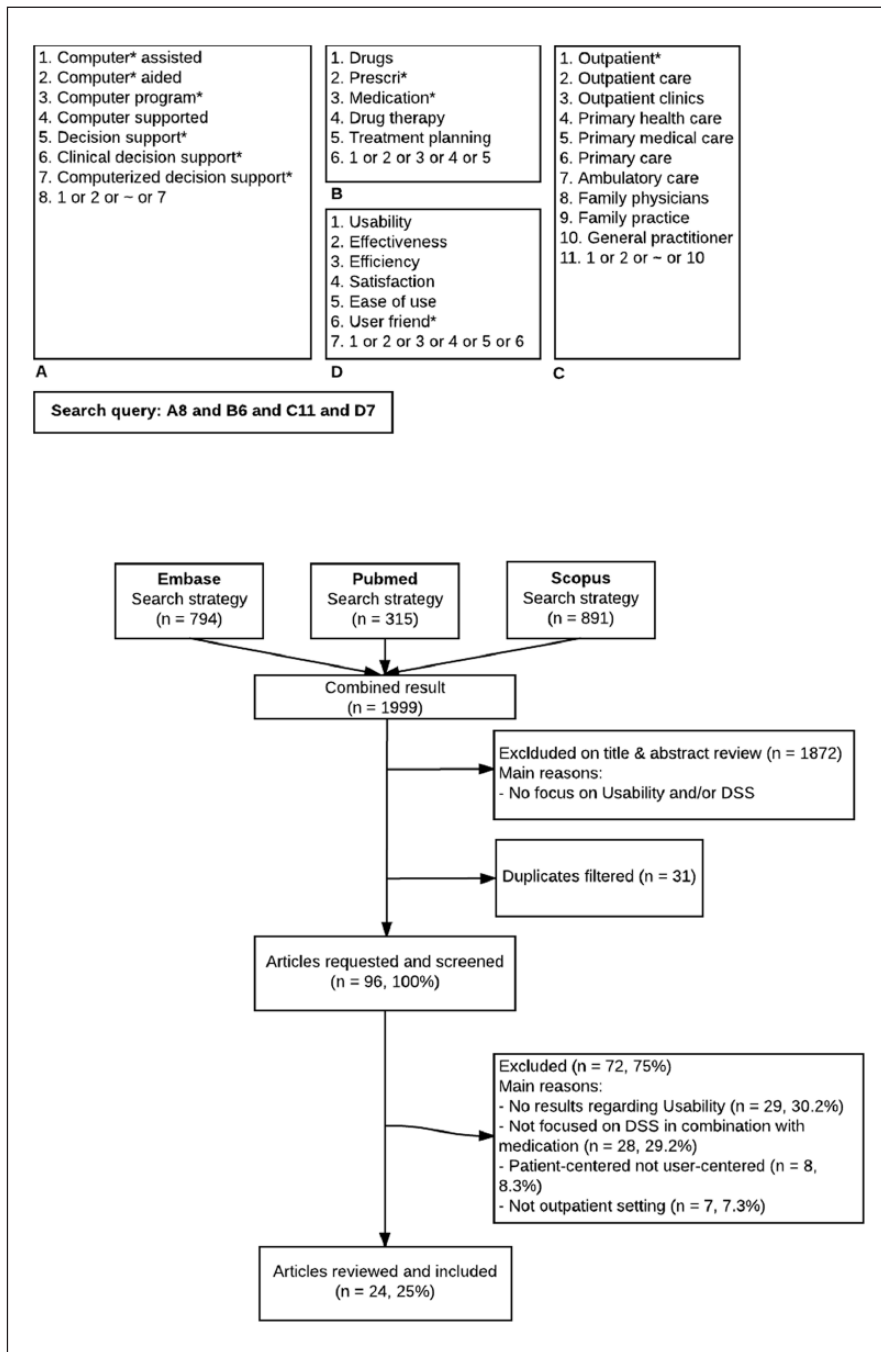 1. Computer* assisted
2. Computer* aided
3. Computer program*
4. Computer supported
5. Decision support*
6. Clinical decision support*
7. Computerized decision support*
8. 1 or 2 or ~ or 7
A
1. Drugs
2. Prescri*
3. Medication*
4. Drug therapy
5. Treatment planning
6. 1 or 2 or 3 or 4 or 5
B
1. Usability
2. Effectiveness
3. Efficiency
4. Satisfaction
5. Ease of use
6. User friend*
7. 1 or 2 or 3 or 4 or 5 or 6
D
1. Outpatient*
2. Outpatient care
3. Outpatient clinics
4. Primary health care
5. Primary medical care
6. Primary care
7. Ambulatory care
8. Family physicians
9. Family practice
10. General practitioner
11. 1 or 2 or ~ or 10
C
Search query: A8 and B6 and C11 and D7
Embase
Search strategy
(n = 794)
Pubmed
Search strategy
(n = 315)
Scopus
Search strategy
(n = 891)
Combined result
(n = 1999)
Exclduded on title & abstract review (n = 1872)
Main reasons:
- No focus on Usability and/or DSS
Duplicates filtered (n = 31)
Articles requested and screened
(n = 96, 100%)
Excluded (n = 72, 75%)
Main reasons:
- No results regarding Usability (n = 29, 30.2%)
- Not focused on DSS in combination with
medication (n = 28, 29.2%)
- Patient-centered not user-centered (n = 8,
8.3%)
- Not outpatient setting (n = 7, 7.3%)
Articles reviewed and included
(n = 24, 25%)